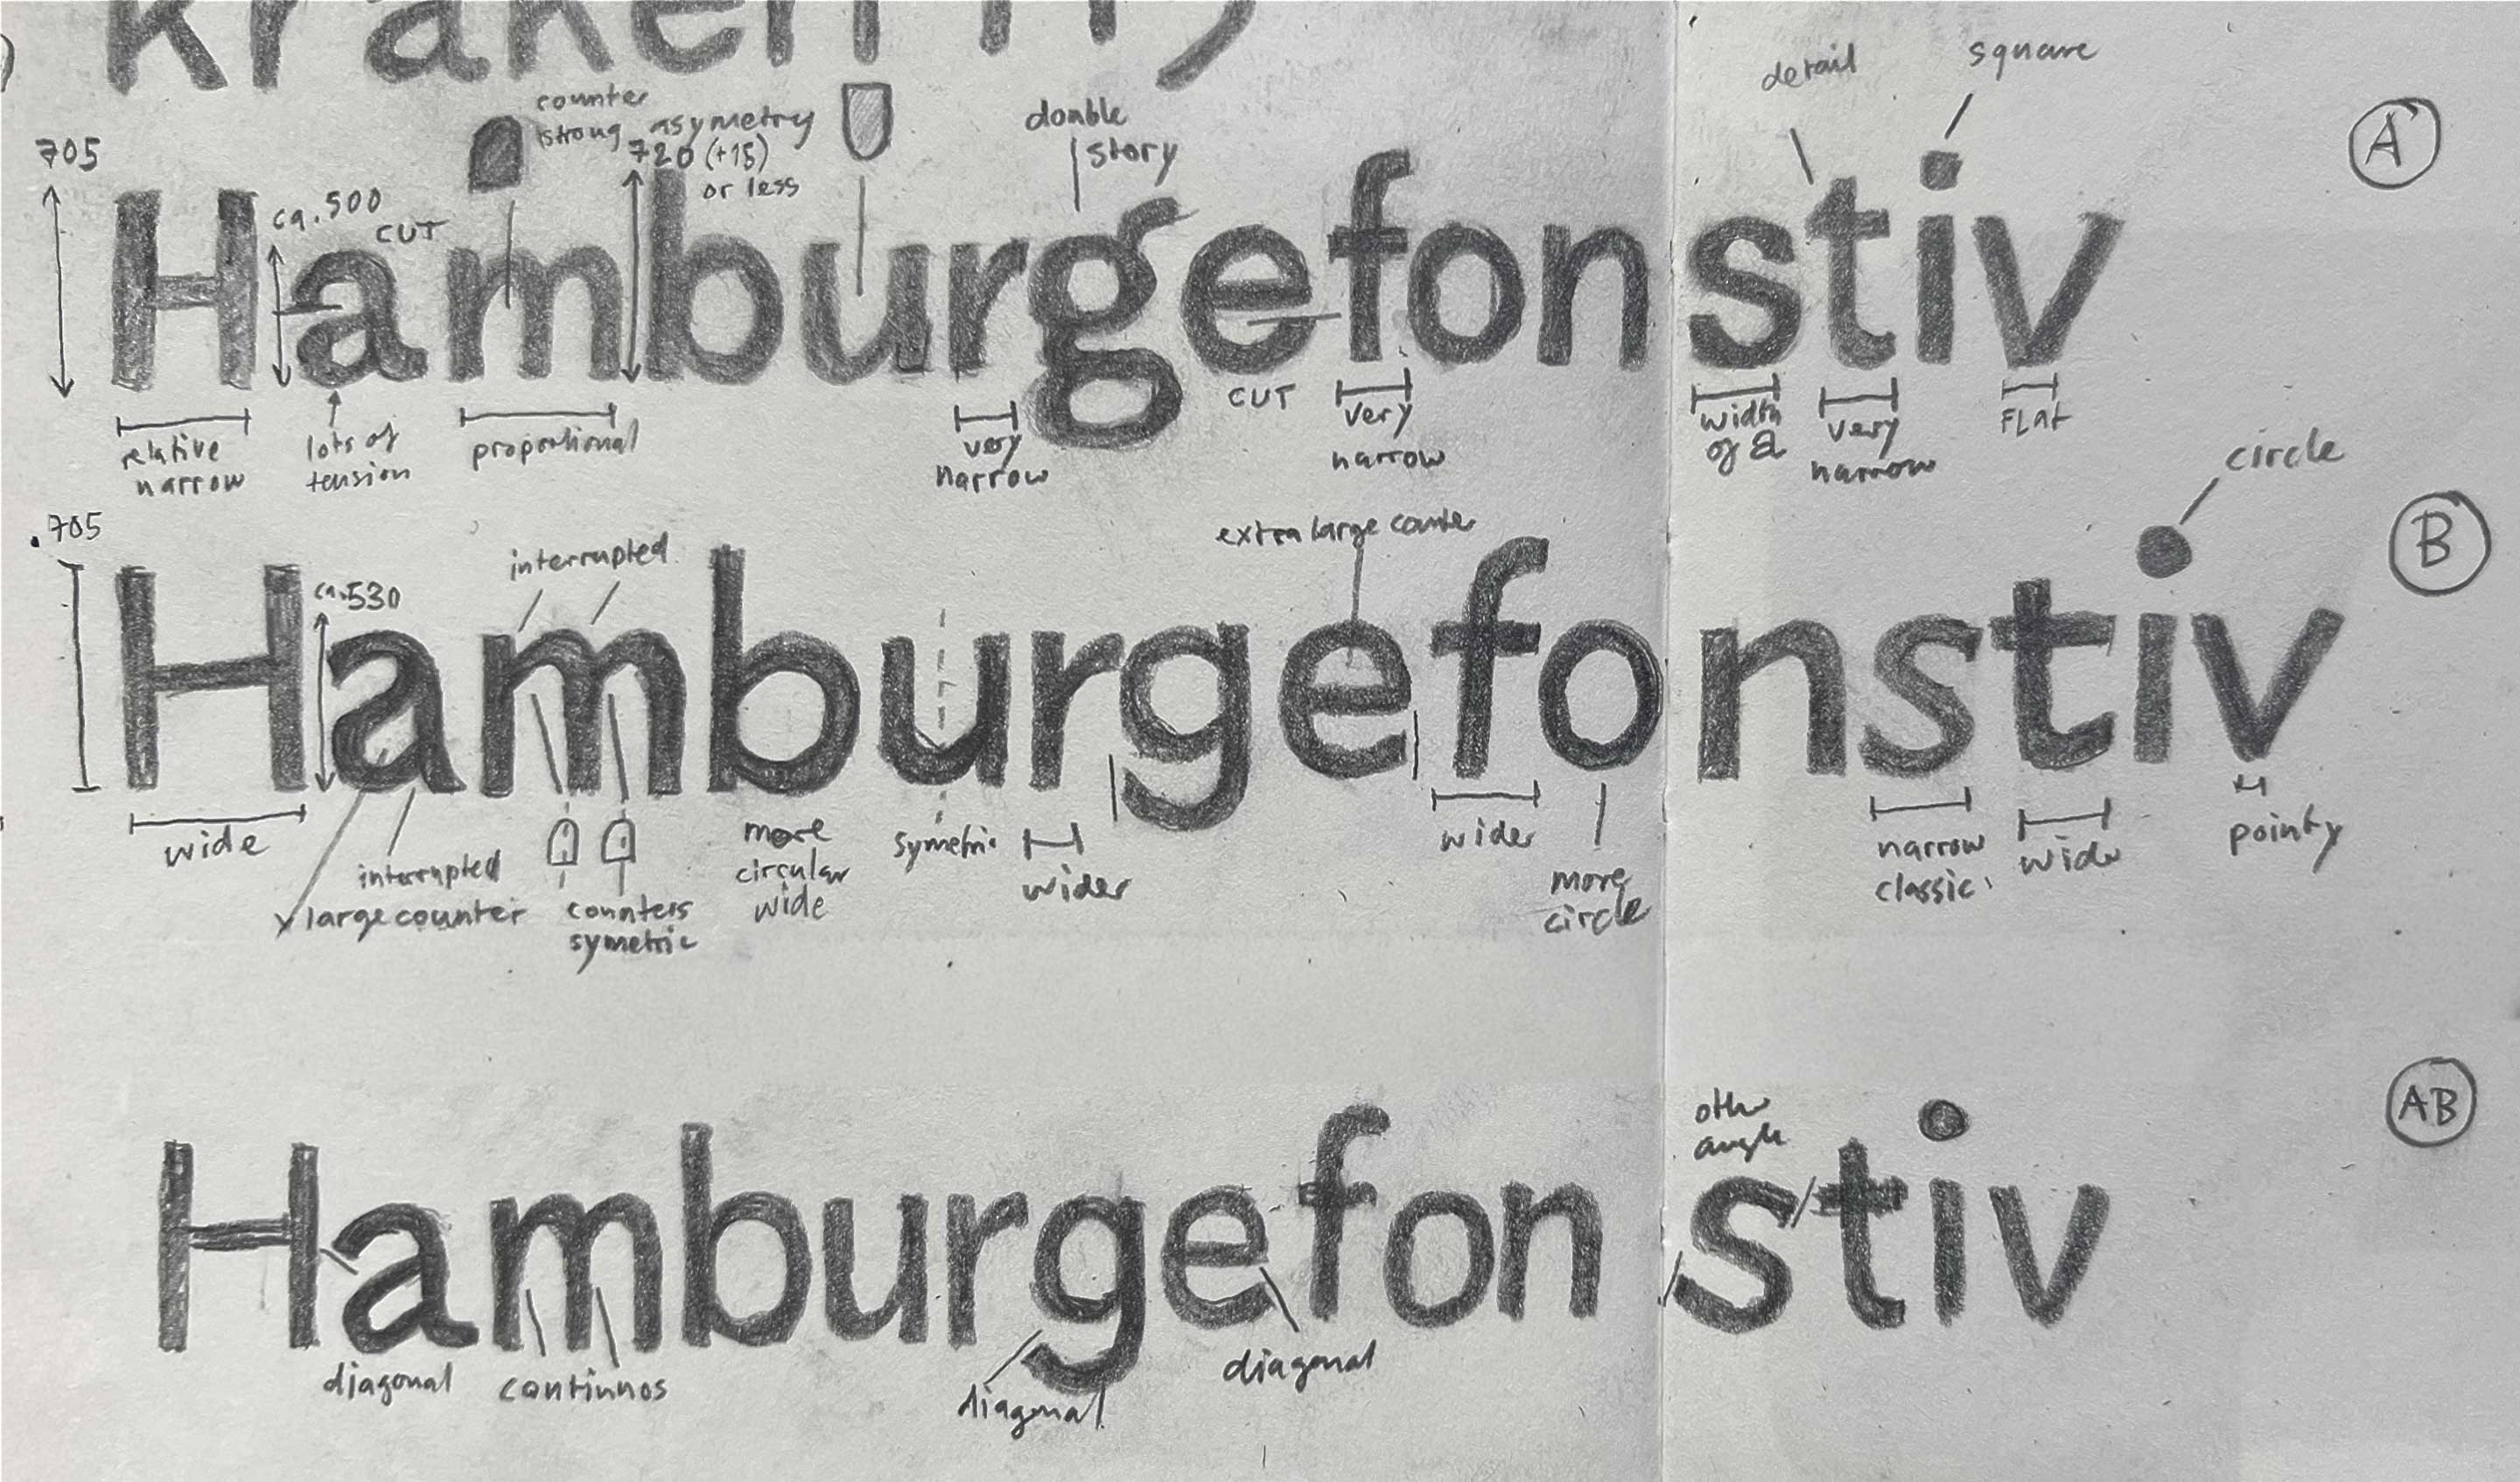 705
ca. 500
CUT
counter
strong asymetry
720 (+15)
or less
double
story
detail
square
A
Hamburgefonstiv
relative
narrow
lots of
tension
proportional
very
narrow
CUT
very
narrow
width
of a
very
narrow
FLAT
circle
.705
ca. 530
interrupted
extra large counter
B
Hamburgefonstiv
wide
interrupted
x large counter
counters
symetric
more
circular
wide
symetric
wider
wider
more
circle
narrow
classic
wide
pointy
other
angle
AB
Hamburgefonstiv
diagonal
continuos
diagonal
diagonal